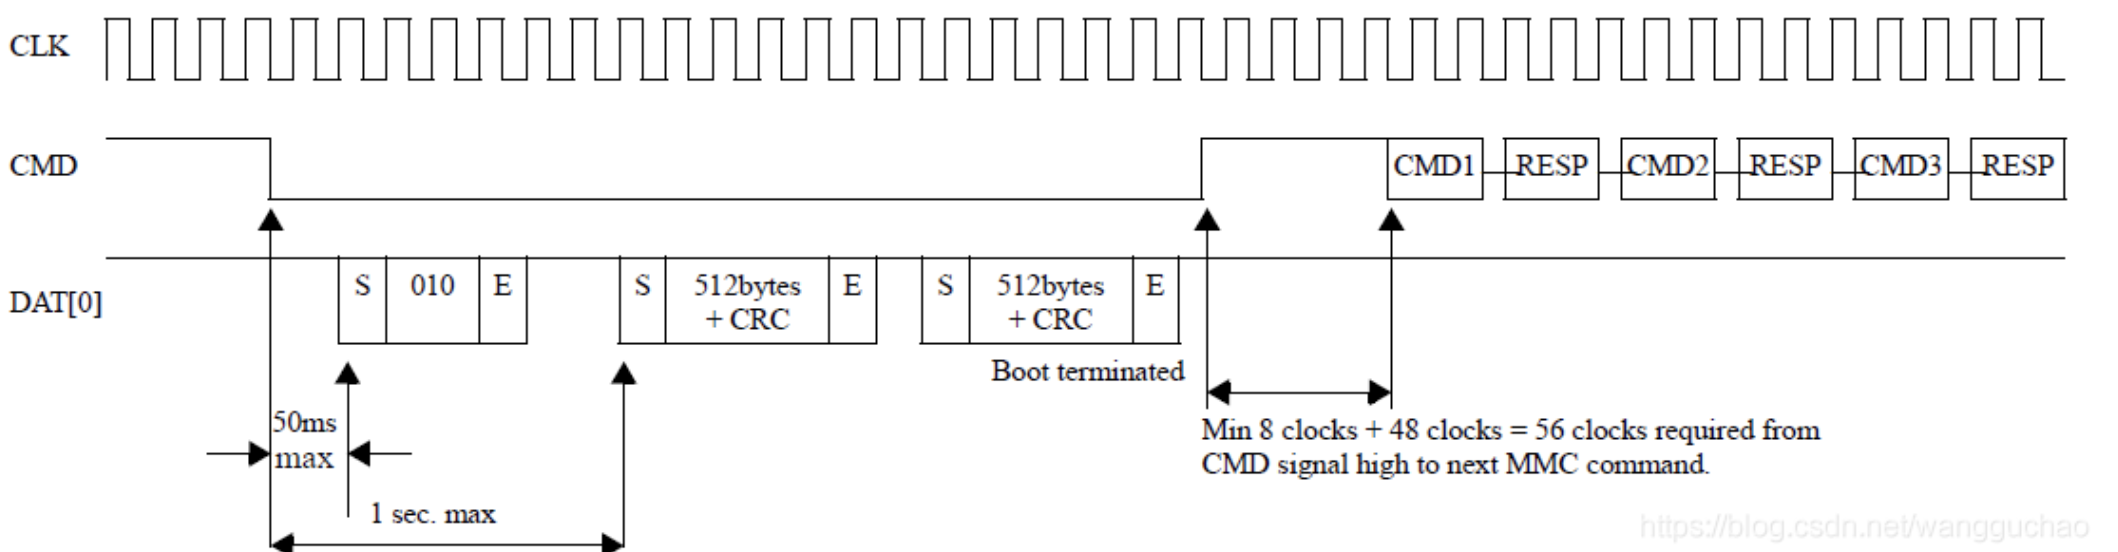 CLK
CMD
CMD1 RESP CMD2 RESP CMD3 RESP
DAT[0]
S 010 E S 512bytes + CRC E S 512bytes + CRC E
Boot terminated
50ms
max
1 sec. max
Min 8 clocks + 48 clocks = 56 clocks required from
CMD signal high to next MMC command.
https://blog.csdn.net/wangguchao